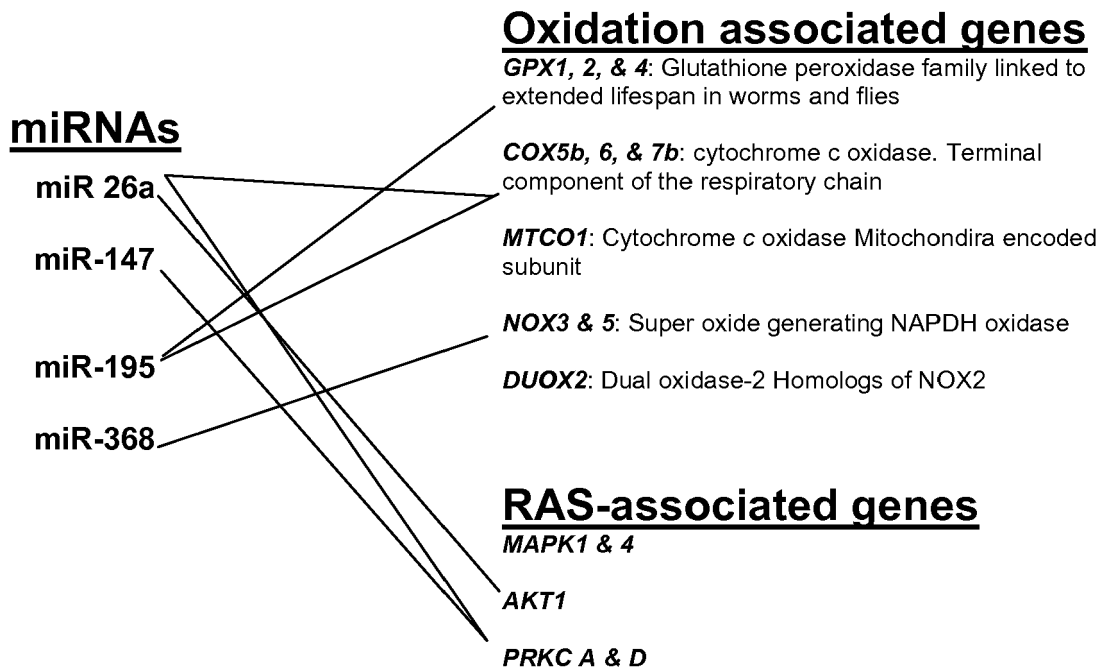 miRNAs
miR 26a
miR-147
miR-195
miR-368
Oxidation associated genes
GPX1, 2, & 4: Glutathione peroxidase family linked to
extended lifespan in worms and flies
COX5b, 6, & 7b: cytochrome c oxidase. Terminal
component of the respiratory chain
MTCO1: Cytochrome c oxidase Mitochondira encoded
subunit
NOX3 & 5: Super oxide generating NAPDH oxidase
DUOX2: Dual oxidase-2 Homologs of NOX2
RAS-associated genes
MAPK1 & 4
AKT1
PRKC A & D